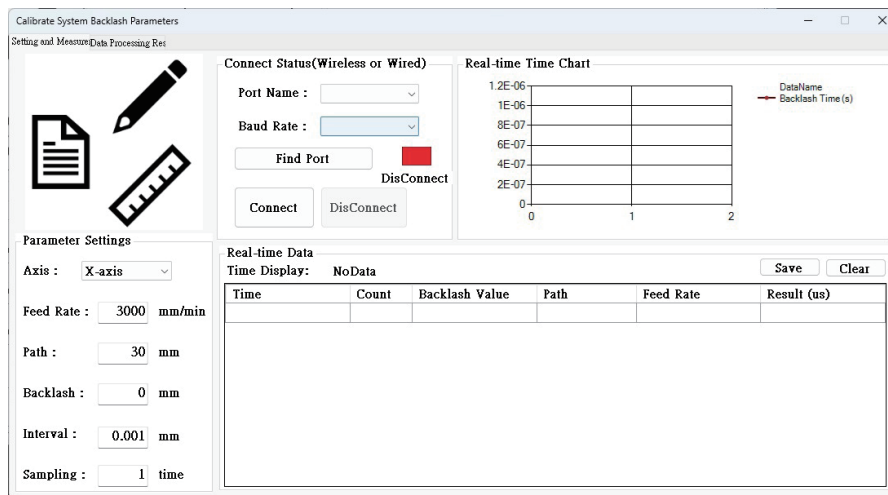 Calibrate System Backlash Parameters
Setting and Measure Data Processing Res
Connect Status(Wireless or Wired)
Port Name :
Baud Rate :
Find Port
DisConnect
Connect DisConnect
Real-time Time Chart
1.2E-06
1E-06
8E-07
6E-07
4E-07
2E-07
0
0 1 2
DataName
Backlash Time (s)
Parameter Settings
Axis : X-axis
Feed Rate : 3000 mm/min
Path : 30 mm
Backlash : 0 mm
Interval : 0.001 mm
Sampling : 1 time
Real-time Data
Time Display: NoData
Save Clear
Time Count Backlash Value Path Feed Rate Result (us)